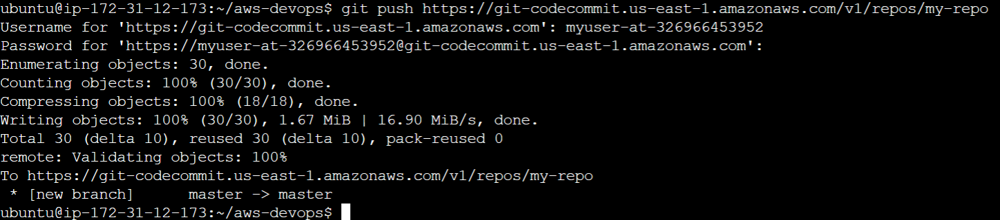 ubuntu@ip-172-31-12-173:~/aws-devops$ git push https://git-codecommit.us-east-1.amazonaws.com/v1/repos/my-repo
Username for 'https://git-codecommit.us-east-1.amazonaws.com': myuser-at-326966453952
Password for 'https://myuser-at-326966453952@git-codecommit.us-east-1.amazonaws.com':
Enumerating objects: 30, done.
Counting objects: 100% (30/30), done.
Compressing objects: 100% (18/18), done.
Writing objects: 100% (30/30), 1.67 MiB | 16.90 MiB/s, done.
Total 30 (delta 10), reused 30 (delta 10), pack-reused 0
remote: Validating objects: 100%
To https://git-codecommit.us-east-1.amazonaws.com/v1/repos/my-repo
 * [new branch]      master -> master
ubuntu@ip-172-31-12-173:~/aws-devops$